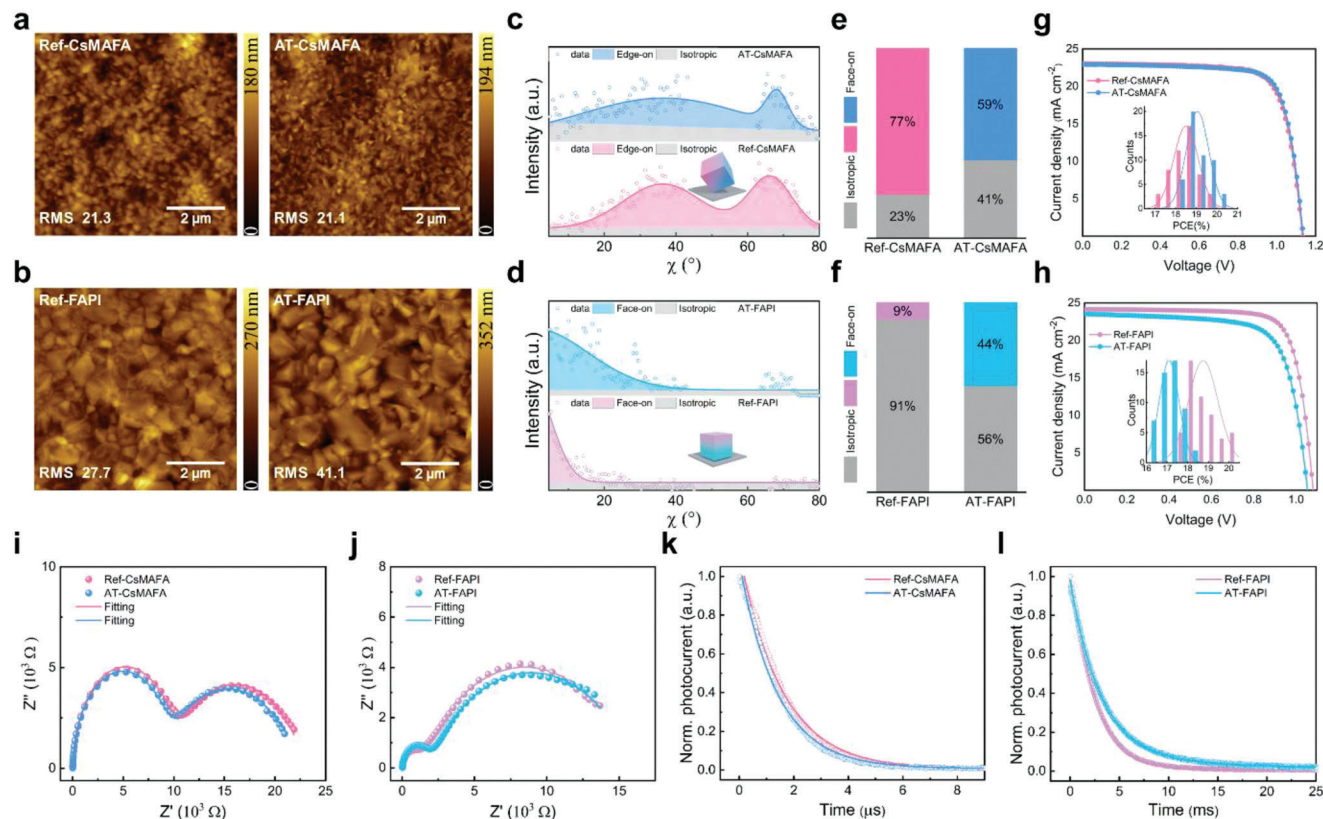 a
Ref-CsMAFA
RMS 21.3
2 µm
180 nm
0
AT-CsMAFA
RMS 21.1
2 µm
194 nm
0
b
Ref-FAPI
RMS 27.7
2 µm
270 nm
0
AT-FAPI
RMS 41.1
2 µm
352 nm
0
c
data Edge-on Isotropic AT-CsMAFA
data Edge-on Isotropic Ref-CsMAFA
Intensity (a.u.)
20 40 60 80
χ (°)
d
data Face-on Isotropic AT-FAPI
data Face-on Isotropic Ref-FAPI
Intensity (a.u.)
20 40 60 80
χ (°)
e
Isotropic Face-on
77%
23%
59%
41%
Ref-CsMAFA AT-CsMAFA
f
Isotropic Face-on
9%
91%
44%
56%
Ref-FAPI AT-FAPI
g
Current density (mA cm⁻²)
25
20
15
10
5
Ref-CsMAFA
AT-CsMAFA
Counts
20
15
10
5
0
17 18 19 20 21
PCE(%)
0.0 0.2 0.4 0.6 0.8 1.0 1.2
Voltage (V)
h
Current density (mA cm⁻²)
25
20
15
10
5
Ref-FAPI
AT-FAPI
Counts
15
10
5
0
16 17 18 19 20
PCE (%)
0.0 0.2 0.4 0.6 0.8 1.0
Voltage (V)
i
Z'' (10³ Ω)
10
5
0
Ref-CsMAFA
AT-CsMAFA
Fitting
Fitting
0 5 10 15 20 25
Z' (10³ Ω)
j
Z'' (10³ Ω)
8
6
4
2
0
Ref-FAPI
AT-FAPI
Fitting
Fitting
0 5 10 15
Z' (10³ Ω)
k
Norm. photocurrent (a.u.)
1.0
0.8
0.6
0.4
0.2
0.0
Ref-CsMAFA
AT-CsMAFA
0 2 4 6 8
Time (µs)
l
Norm. photocurrent (a.u.)
1.0
0.8
0.6
0.4
0.2
0.0
Ref-FAPI
AT-FAPI
0 5 10 15 20 25
Time (ms)